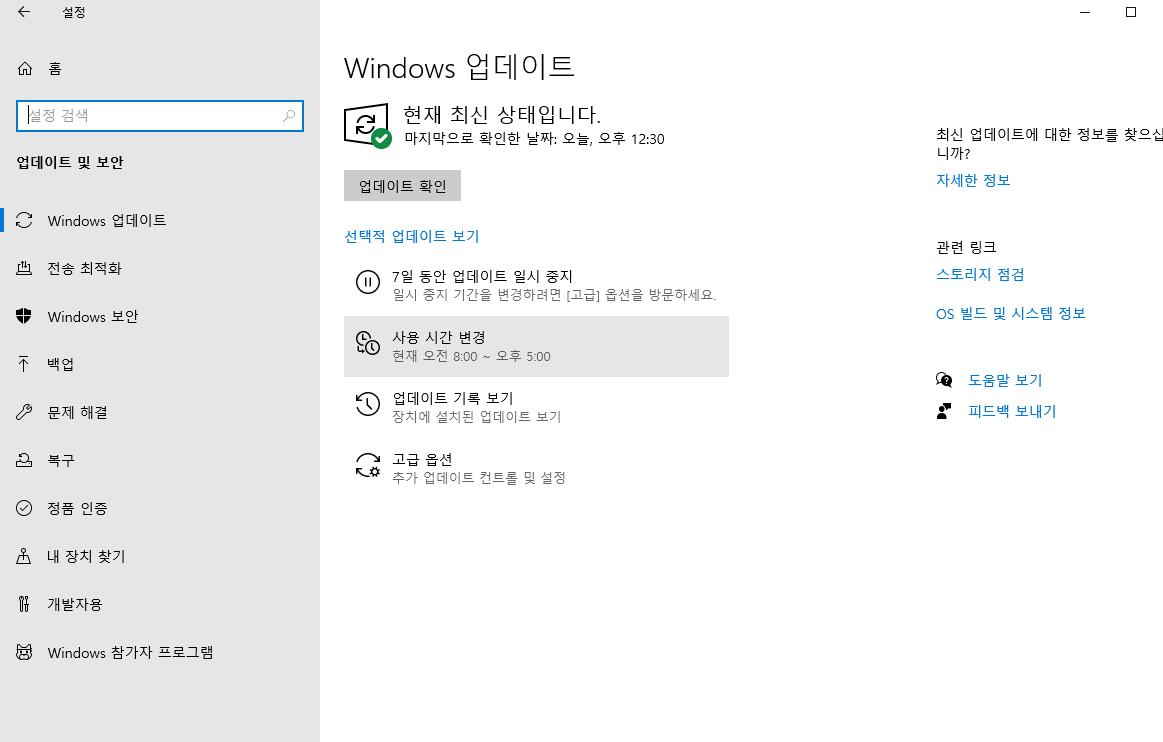 설정
홈
설정 검색
업데이트 및 보안
Windows 업데이트
전송 최적화
Windows 보안
백업
문제 해결
복구
정품 인증
내 장치 찾기
개발자용
Windows 참가자 프로그램
Windows 업데이트
현재 최신 상태입니다.
마지막으로 확인한 날짜: 오늘, 오후 12:30
업데이트 확인
선택적 업데이트 보기
7일 동안 업데이트 일시 중지
일시 중지 기간을 변경하려면 [고급] 옵션을 방문하세요.
사용 시간 변경
현재 오전 8:00 ~ 오후 5:00
업데이트 기록 보기
장치에 설치된 업데이트 보기
고급 옵션
추가 업데이트 컨트롤 및 설정
최신 업데이트에 대한 정보를 찾으십
니까?
자세한 정보
관련 링크
스토리지 점검
OS 빌드 및 시스템 정보
도움말 보기
피드백 보내기